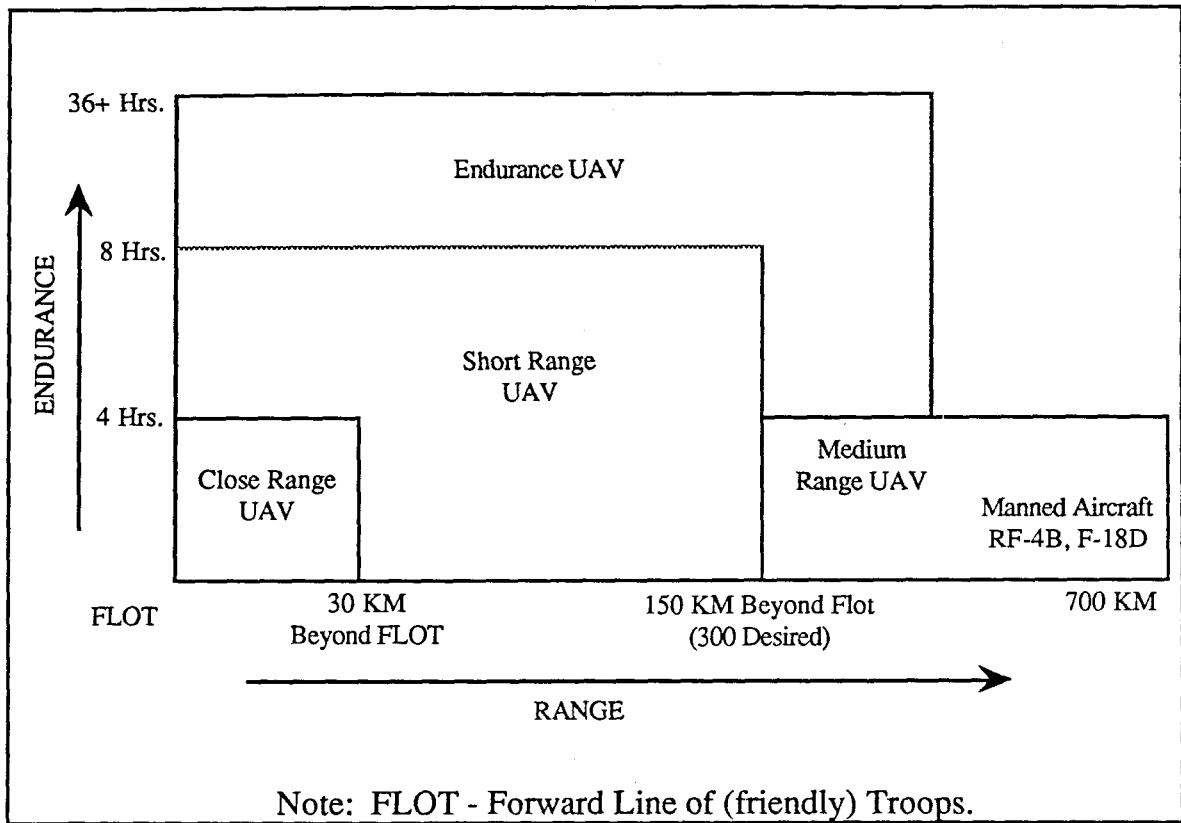 36+ Hrs.
Endurance UAV
8 Hrs.
ENDURANCE
Short Range
UAV
4 Hrs.
Close Range
UAV
Medium
Range UAV
Manned Aircraft
RF-4B, F-18D
FLOT
30 KM
Beyond FLOT
150 KM Beyond Flot
(300 Desired)
700 KM
RANGE
Note: FLOT - Forward Line of (friendly) Troops.